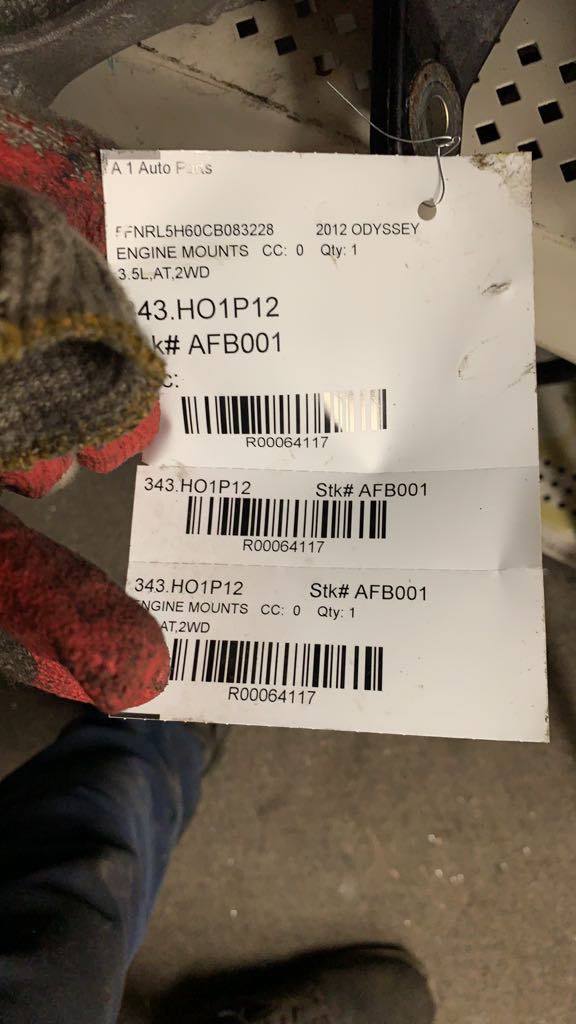 A 1 Auto Parts
5FNRL5H60CB083228 2012 ODYSSEY
ENGINE MOUNTS CC: 0 Qty: 1
3.5L,AT,2WD
343.HO1P12
Stk# AFB001
R00064117
343.HO1P12 Stk# AFB001
R00064117
343.HO1P12 Stk# AFB001
ENGINE MOUNTS CC: 0 Qty: 1
AT,2WD
R00064117